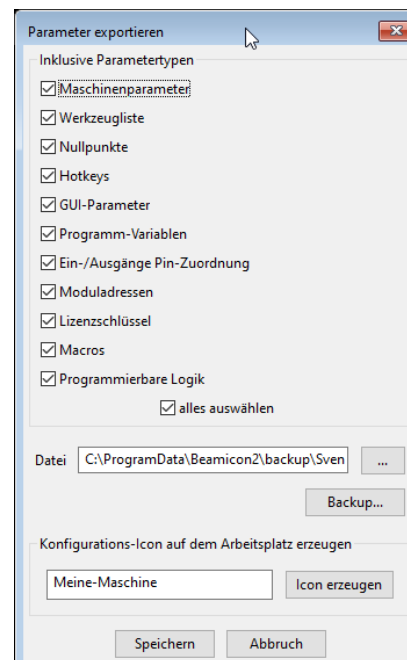 Parameter exportieren
Inklusive Parametertypen
Maschinenparameter
Werkzeugliste
Nullpunkte
Hotkeys
GUI-Parameter
Programm-Variablen
Ein-/Ausgänge Pin-Zuordnung
Moduladressen
Lizenzschlüssel
Macros
Programmierbare Logik
alles auswählen
Datei C:\ProgramData\Beamicon2\backup\Sven ...
Backup...
Konfigurations-Icon auf dem Arbeitsplatz erzeugen
Meine-Maschine Icon erzeugen
Speichern Abbruch